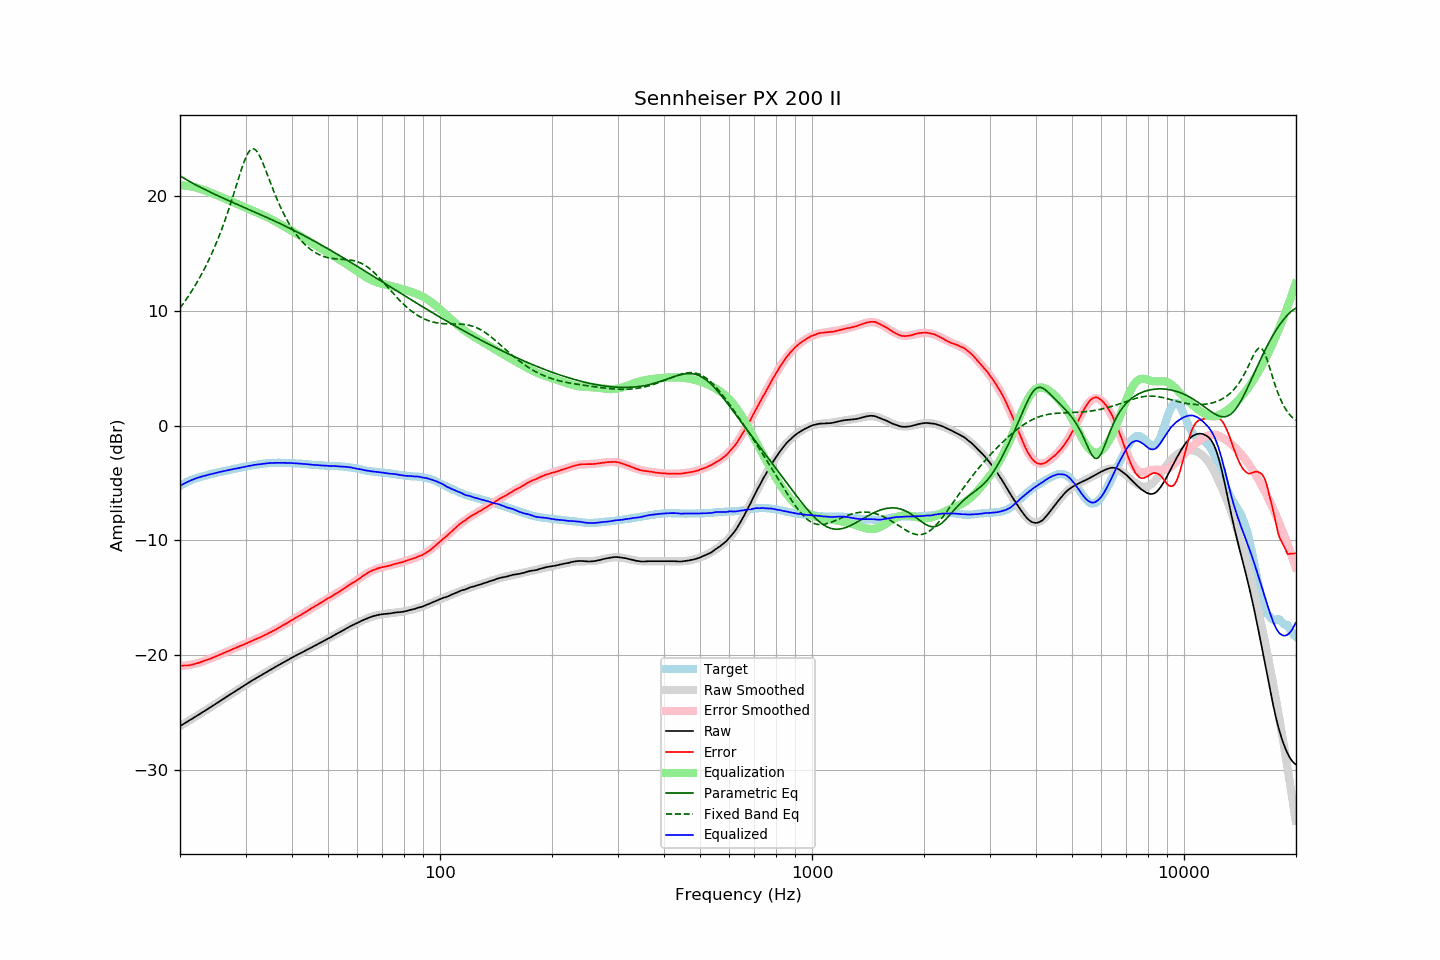 Sennheiser PX 200 II
Amplitude (dBr)
20
10
0
−10
−20
−30
Target
Raw Smoothed
Error Smoothed
Raw
Error
Equalization
Parametric Eq
Fixed Band Eq
Equalized
100
1000
10000
Frequency (Hz)